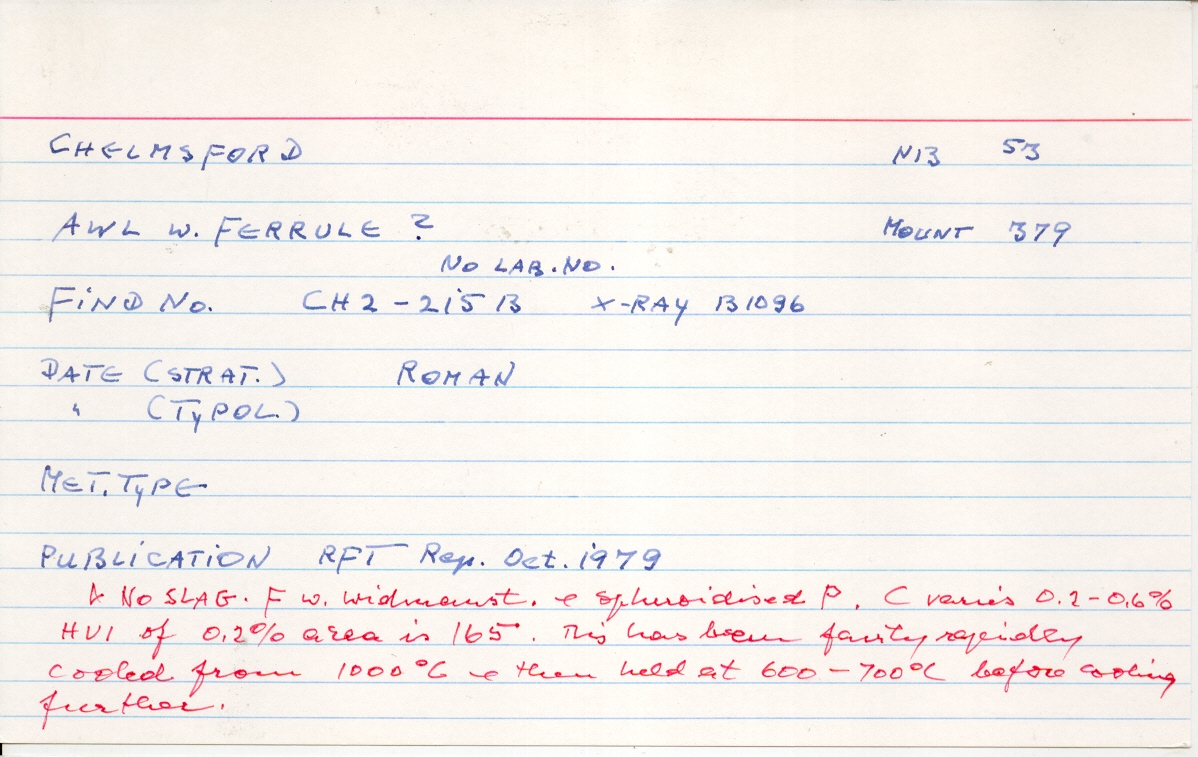 CHELMSFORD N13 53
AWL W. FERRULE ? MOUNT 379
NO LAB. NO.
FIND No. CH2-215 B X-RAY B1096
DATE (STRAT.) ROMAN
" (TYPOL.)
MET. TYPE
PUBLICATION RFT Rep. Oct. 1979
NO SLAG. F w. widmanst. & spheroidised P. C varies 0.2-0.6%
HV1 of 0.2% area is 165. This has been fairly rapidly
cooled from 1000°C & then held at 600-700°C before cooling
further.